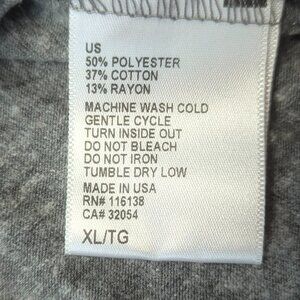 US
50% POLYESTER
37% COTTON
13% RAYON
MACHINE WASH COLD
GENTLE CYCLE
TURN INSIDE OUT
DO NOT BLEACH
DO NOT IRON
TUMBLE DRY LOW
MADE IN USA
RN# 116138
CA# 32054
XL/TG